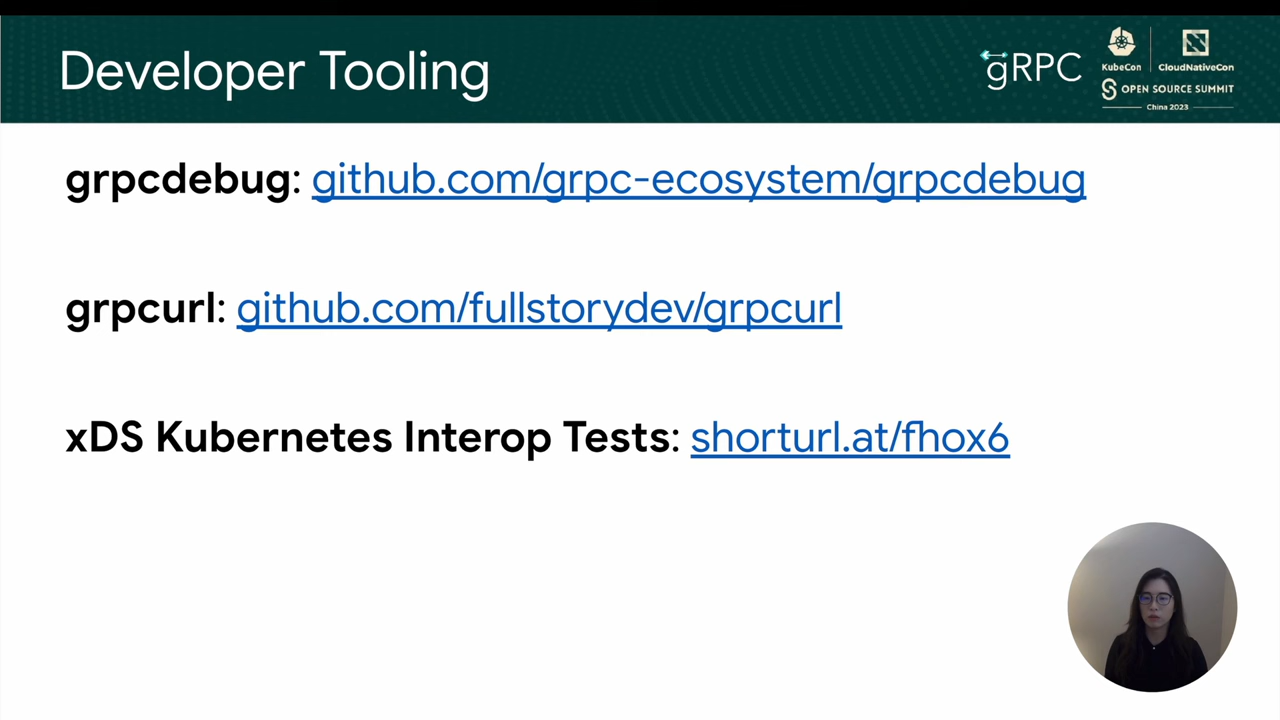 Developer Tooling
gRPC
KubeCon
CloudNativeCon
OPEN SOURCE SUMMIT
China 2023
grpcdebug: github.com/grpc-ecosystem/grpcdebug
grpcurl: github.com/fullstorydev/grpcurl
xDS Kubernetes Interop Tests: shorturl.at/fhox6